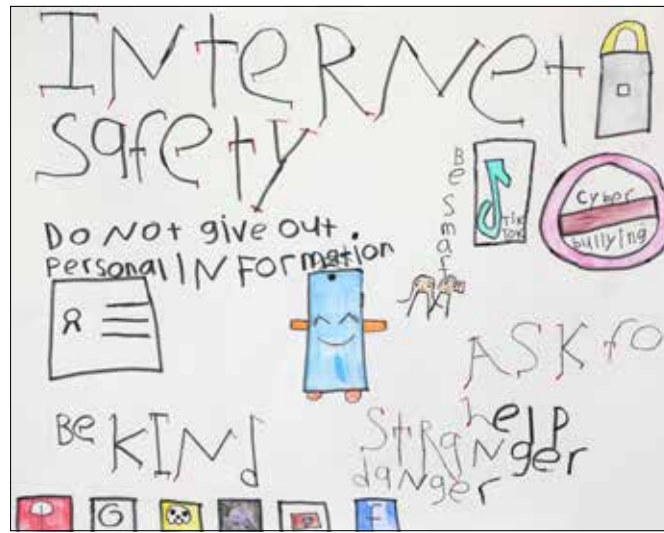 INteRNet
safety
Be smart
TIK
TOK
cyber
bullying
Do Not give out.
personal INFormation
ASK fo
help
Be KINd
StRanger
danger
G
f